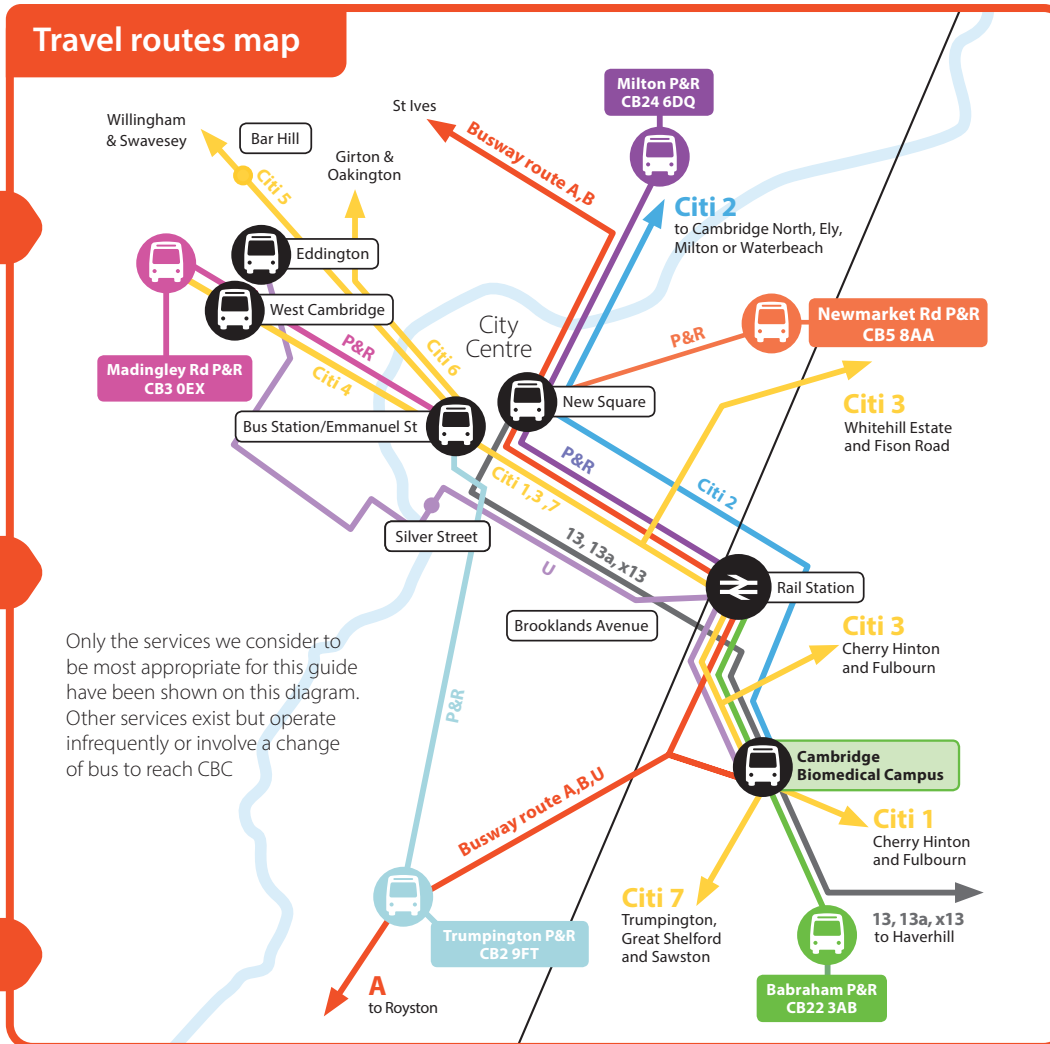 Travel routes map
Milton P&R
CB24 6DQ
St Ives
Willingham
& Swavesey
Bar Hill
Girton &
Oakington
Busway route A,B
Citi 5
Citi 2
to Cambridge North, Ely,
Milton or Waterbeach
Eddington
West Cambridge
Newmarket Rd P&R
CB5 8AA
City
Centre
P&R
P&R
Citi 6
Madingley Rd P&R
CB3 0EX
Citi 4
Citi 3
Whitehill Estate
and Fison Road
New Square
Bus Station/Emmanuel St
P&R
Citi 1,3 ,7
Citi 2
Silver Street
13, 13a, x13
U
Rail Station
Brooklands Avenue
Citi 3
Cherry Hinton
and Fulbourn
Only the services we consider to
be most appropriate for this guide
have been shown on this diagram.
Other services exist but operate
infrequently or involve a change
of bus to reach CBC
P&R
Cambridge
Biomedical Campus
Busway route A,B,U
Citi 1
Cherry Hinton
and Fulbourn
Citi 7
Trumpington,
Great Shelford
and Sawston
13, 13a, x13
to Haverhill
Trumpington P&R
CB2 9FT
A
to Royston
Babraham P&R
CB22 3AB